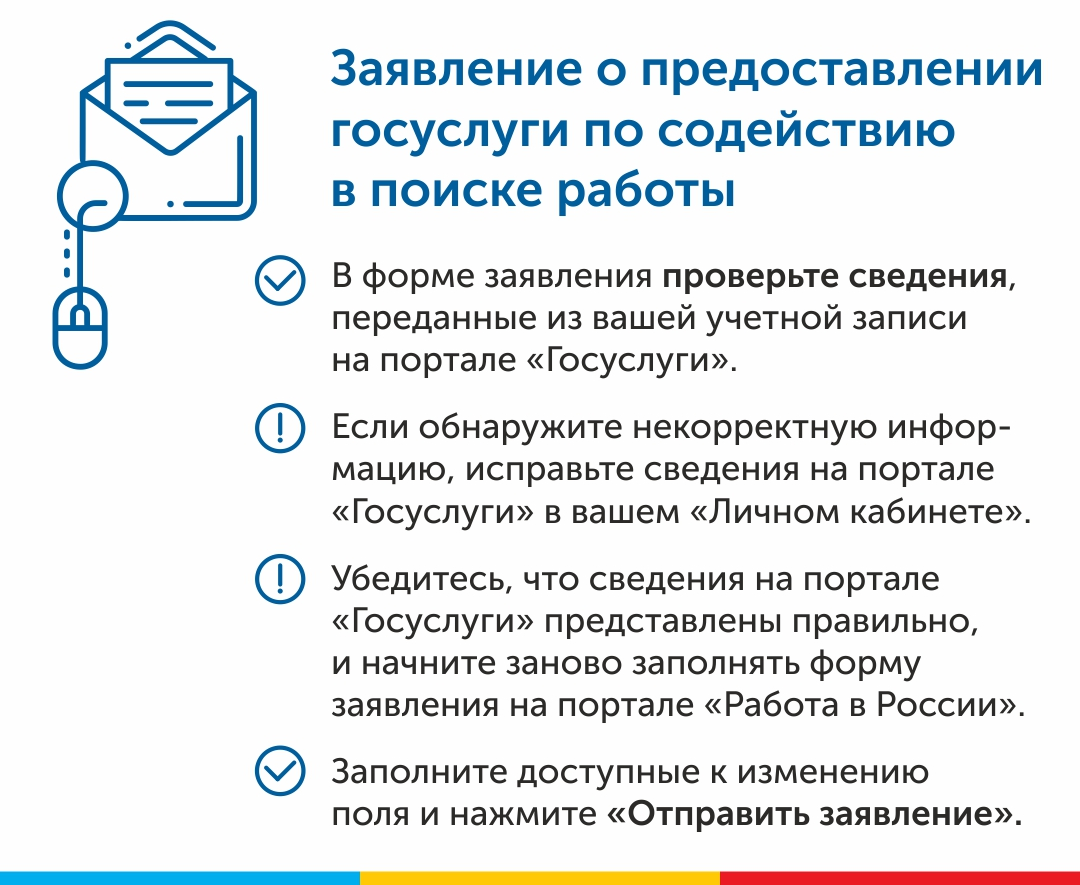 Заявление о предоставлении
госуслуги по содействию
в поиске работы
В форме заявления проверьте сведения,
переданные из вашей учетной записи
на портале «Госуслуги».
Если обнаружите некорректную инфор-
мацию, исправьте сведения на портале
«Госуслуги» в вашем «Личном кабинете».
Убедитесь, что сведения на портале
«Госуслуги» представлены правильно,
и начните заново заполнять форму
заявления на портале «Работа в России».
Заполните доступные к изменению
поля и нажмите «Отправить заявление».